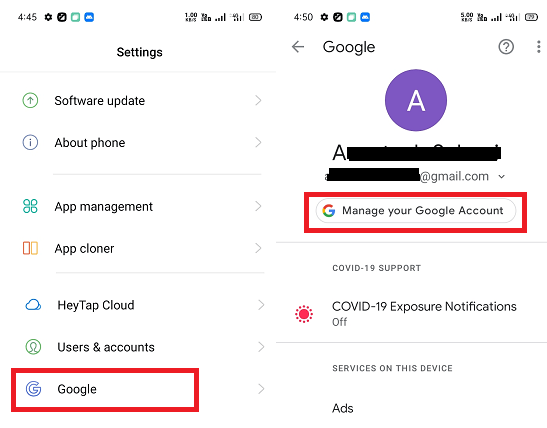 4:45
1.00 KB/S
4G
80
Settings
Software update
About phone
App management
App cloner
HeyTap Cloud
Users & accounts
Google
4:50
5.00 KB/S
4G
79
Google
A
A
a
@gmail.com
Manage your Google Account
COVID-19 SUPPORT
COVID-19 Exposure Notifications
Off
SERVICES ON THIS DEVICE
Ads